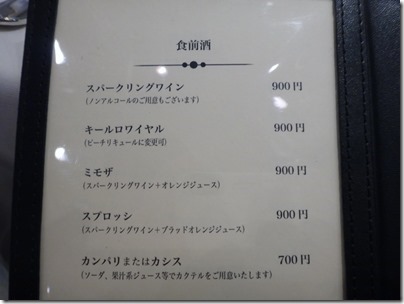 食前酒
スパークリングワイン 900円
(ノンアルコールのご用意もございます)
キールロワイヤル 900円
(ピーチリキュールに変更可)
ミモザ 900円
(スパークリングワイン+オレンジジュース)
スプロッシ 900円
(スパークリングワイン+ブラッドオレンジジュース)
カンパリまたはカシス 700円
(ソーダ、果汁系ジュース等でカクテルをご用意いたします)